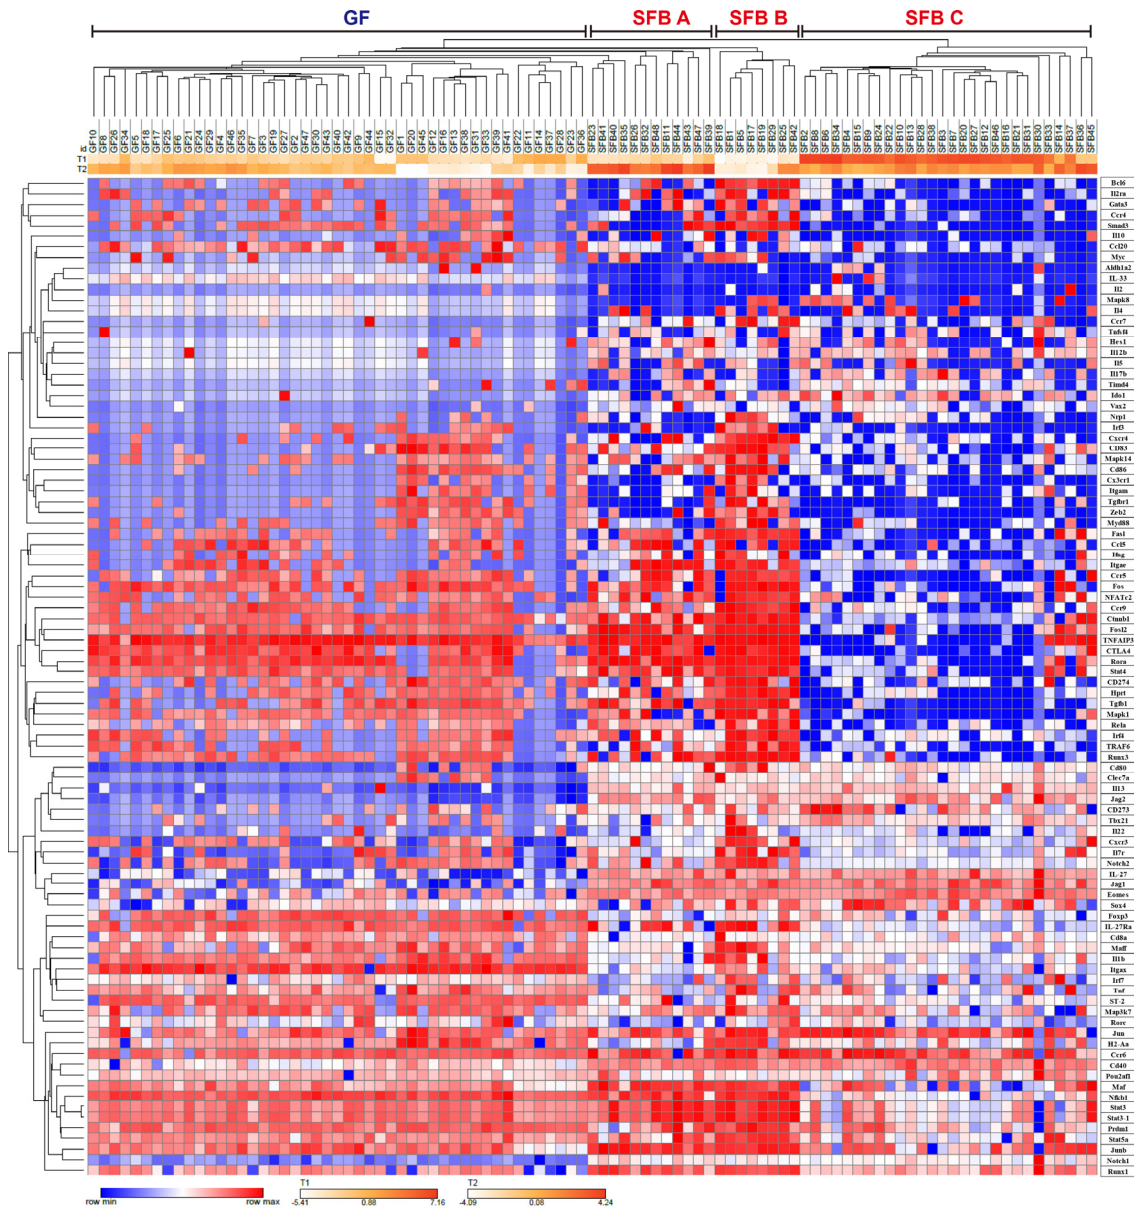 GF SFB A SFB B SFB C
GF10 GF8 GF26 GF34 GF5 GF18 GF17 GF25 GF6 GF21 GF24 GF29 GF4 GF46 GF35 GF7 GF3 GF19 GF27 GF2 GF47 GF30 GF43 GF40 GF42 GF9 GF44 GF15 GF1 GF20 GF45 GF12 GF16 GF13 GF38 GF31 GF33 GF39 GF41 GF22 GF11 GF14 GF37 GF28 GF23 GF36 SFB23 SFB41 SFB40 SFB35 SFB26 SFB32 SFB48 SFB11 SFB44 SFB43 SFB47 SFB39 SFB18 SFB1 SFB5 SFB17 SFB19 SFB29 SFB25 SFB42 SFB2 SFB8 SFB6 SFB34 SFB4 SFB15 SFB9 SFB24 SFB22 SFB10 SFB13 SFB28 SFB38 SFB3 SFB7 SFB20 SFB27 SFB12 SFB46 SFB16 SFB21 SFB31 SFB30 SFB33 SFB14 SFB37 SFB36 SFB45
id
T1
T2
Bcl6
Il2ra
Gata3
Ccr4
Smad3
Il10
Ccl20
Myc
Aldh1a2
IL-33
Il2
Mapk8
Il4
Ccr7
Tnfsf4
Hes1
Il12b
Il5
Il17b
Timd4
Ido1
Vax2
Nrp1
Irf3
Cxcr4
CD83
Mapk14
Cd86
Cx3cr1
Itgam
Tgfbr1
Zeb2
Myd88
Fasl
Ccl5
Ifng
Itgae
Ccr5
Fos
NFATc2
Ccr9
Ctnnb1
Fosl2
TNFAIP3
CTLA4
Rora
Stat4
CD274
Hprt
Tgfb1
Mapk1
Rela
Irf4
TRAF6
Runx3
Cd80
Clec7a
Il13
Jag2
CD273
Tbx21
Il22
Cxcr3
Il7r
Notch2
IL-27
Jag1
Eomes
Sox4
Foxp3
IL-27Ra
Cd8a
Maff
Il1b
Itgax
Irf7
Tnf
ST-2
Map3k7
Rorc
Jun
H2-Aa
Ccr6
Cd40
Pou2af1
Maf
Nfkb1
Stat3
Stat3-1
Prdm1
Stat5a
Junb
Notch1
Runx1
T1 T2
row min row max -5.41 0.88 7.16 -4.09 0.08 4.24